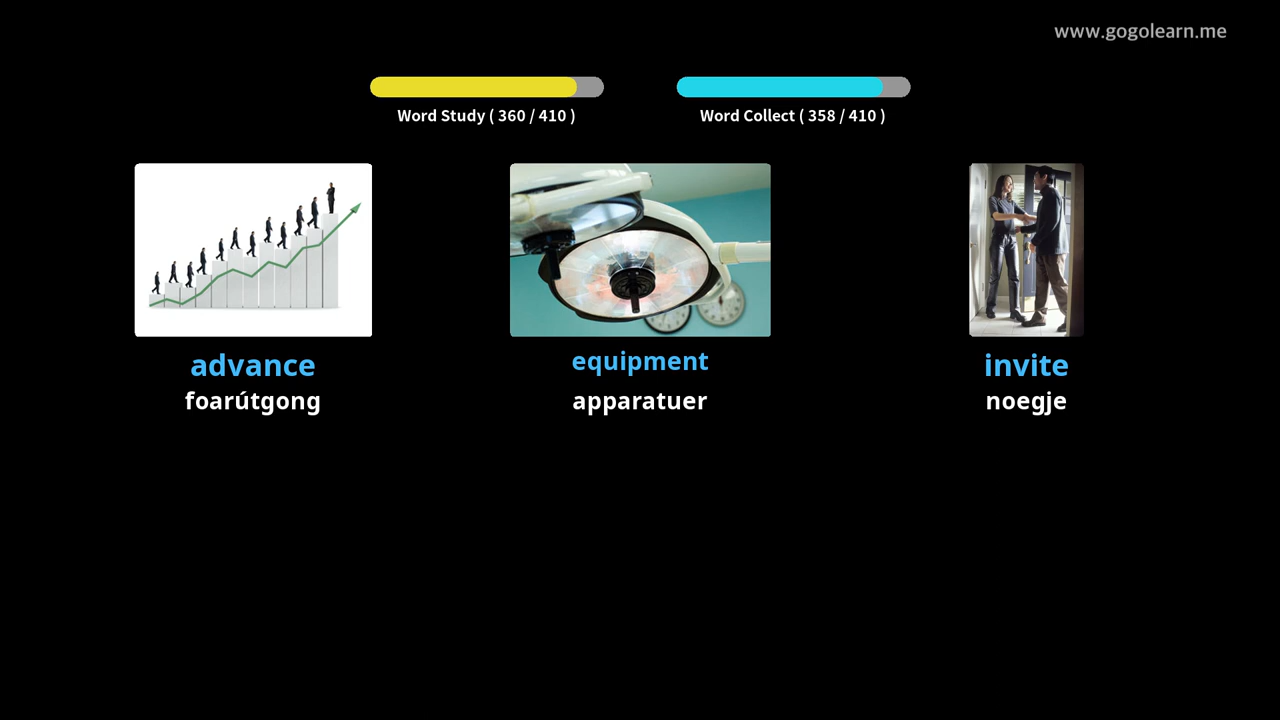 www.gogolearn.me
Word Study ( 360 / 410 )
Word Collect ( 358 / 410 )
advance
foarútgong
equipment
apparatuer
invite
noegje